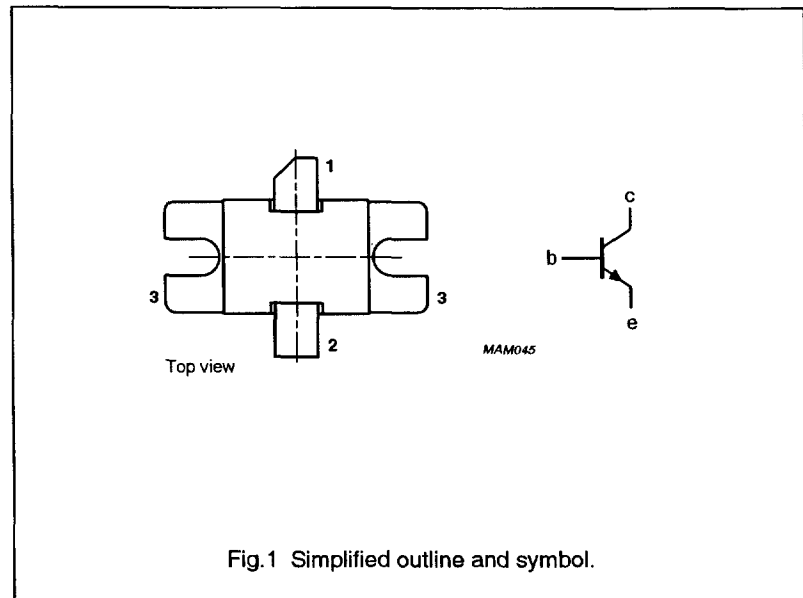 1
c
b
3
3
e
2
MAM045
Top view
Fig.1 Simplified outline and symbol.